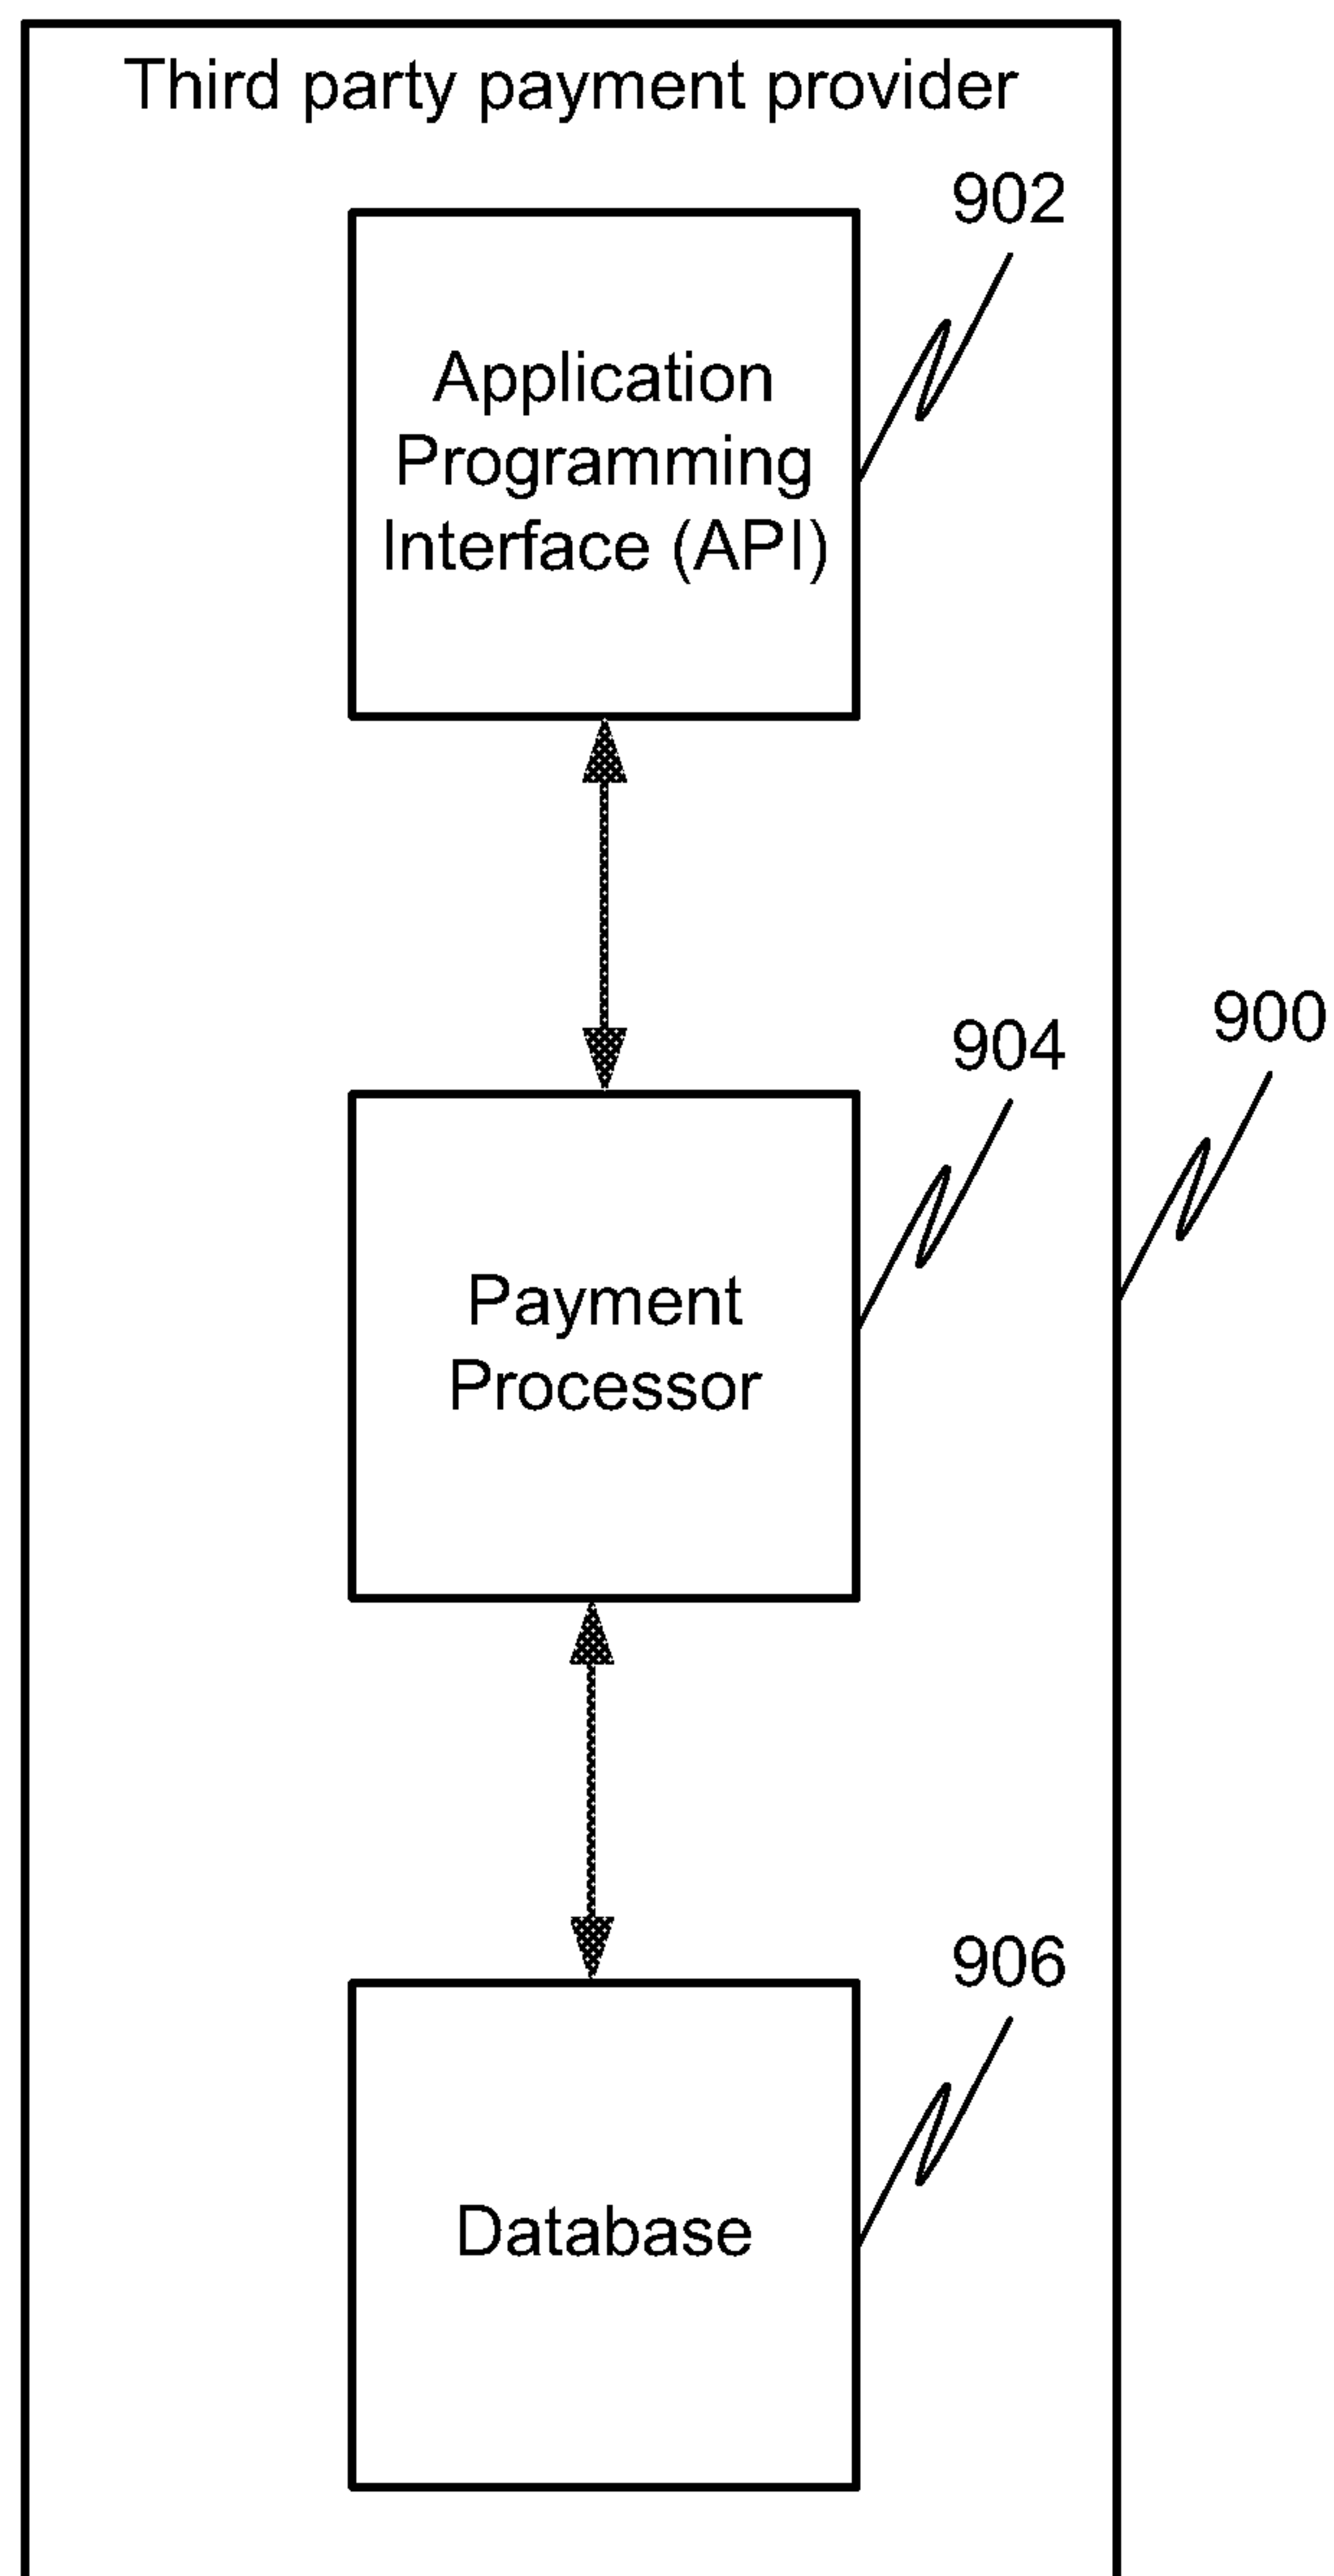 Third party payment provider
902
Application
Programming
Interface (API)
900
904
Payment
Processor
906
Database